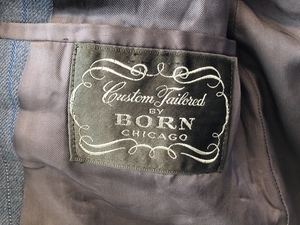 Custom Tailored
BY
BORN
CHICAGO